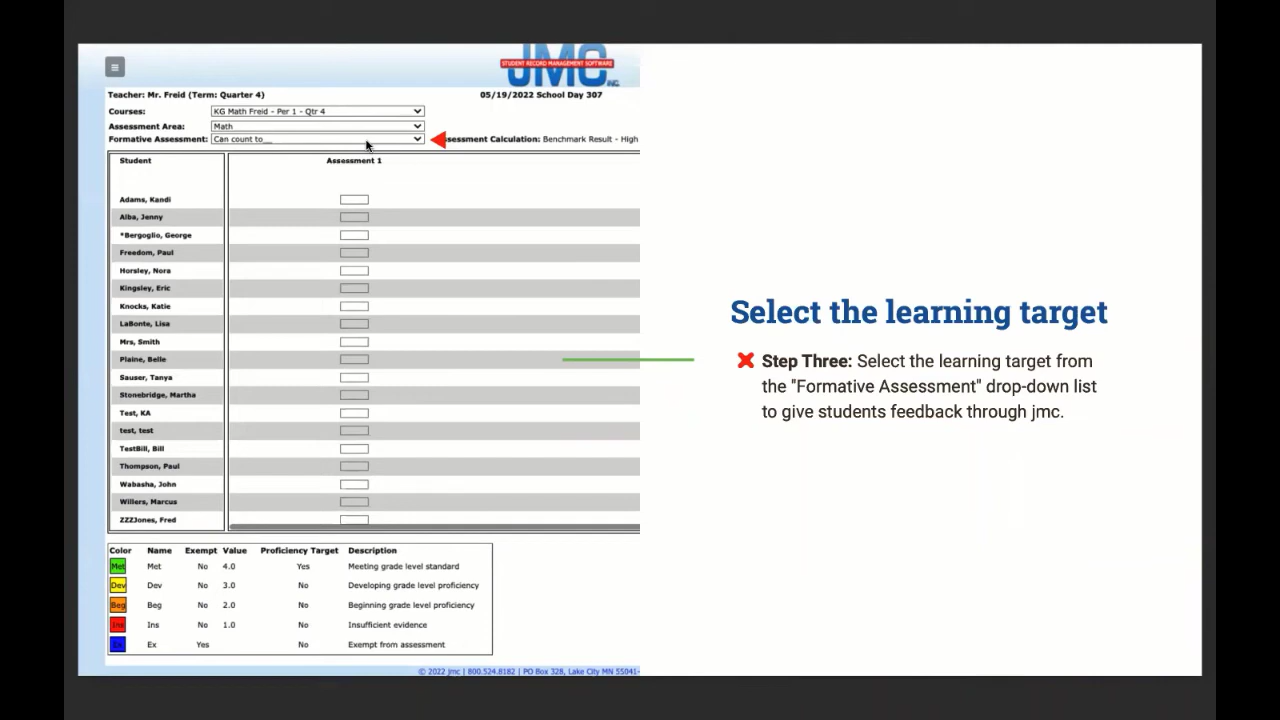 JMC
STUDENT RECORD MANAGEMENT SOFTWARE
INC.
Teacher: Mr. Freid (Term: Quarter 4) 05/19/2022 School Day 307
Courses: KG Math Freid - Per 1 - Qtr 4
Assessment Area: Math
Formative Assessment: Can count to__ sessment Calculation: Benchmark Result - High
Student Assessment 1
Adams, Kandi
Alba, Jenny
*Bergoglio, George
Freedom, Paul
Horsley, Nora
Kingsley, Eric
Knocks, Katie
LaBonte, Lisa
Mrs, Smith
Plaine, Belle
Sauser, Tanya
Stonebridge, Martha
Test, KA
test, test
TestBill, Bill
Thompson, Paul
Wabasha, John
Willers, Marcus
ZZZJones, Fred
Color Name Exempt Value Proficiency Target Description
Met Met No 4.0 Yes Meeting grade level standard
Dev Dev No 3.0 No Developing grade level proficiency
Beg Beg No 2.0 No Beginning grade level proficiency
Ins Ins No 1.0 No Insufficient evidence
Ex Ex Yes No Exempt from assessment
© 2022 jmc | 800.524.8182 | PO Box 328, Lake City MN 55041-
Select the learning target
Step Three: Select the learning target from
the "Formative Assessment" drop-down list
to give students feedback through jmc.